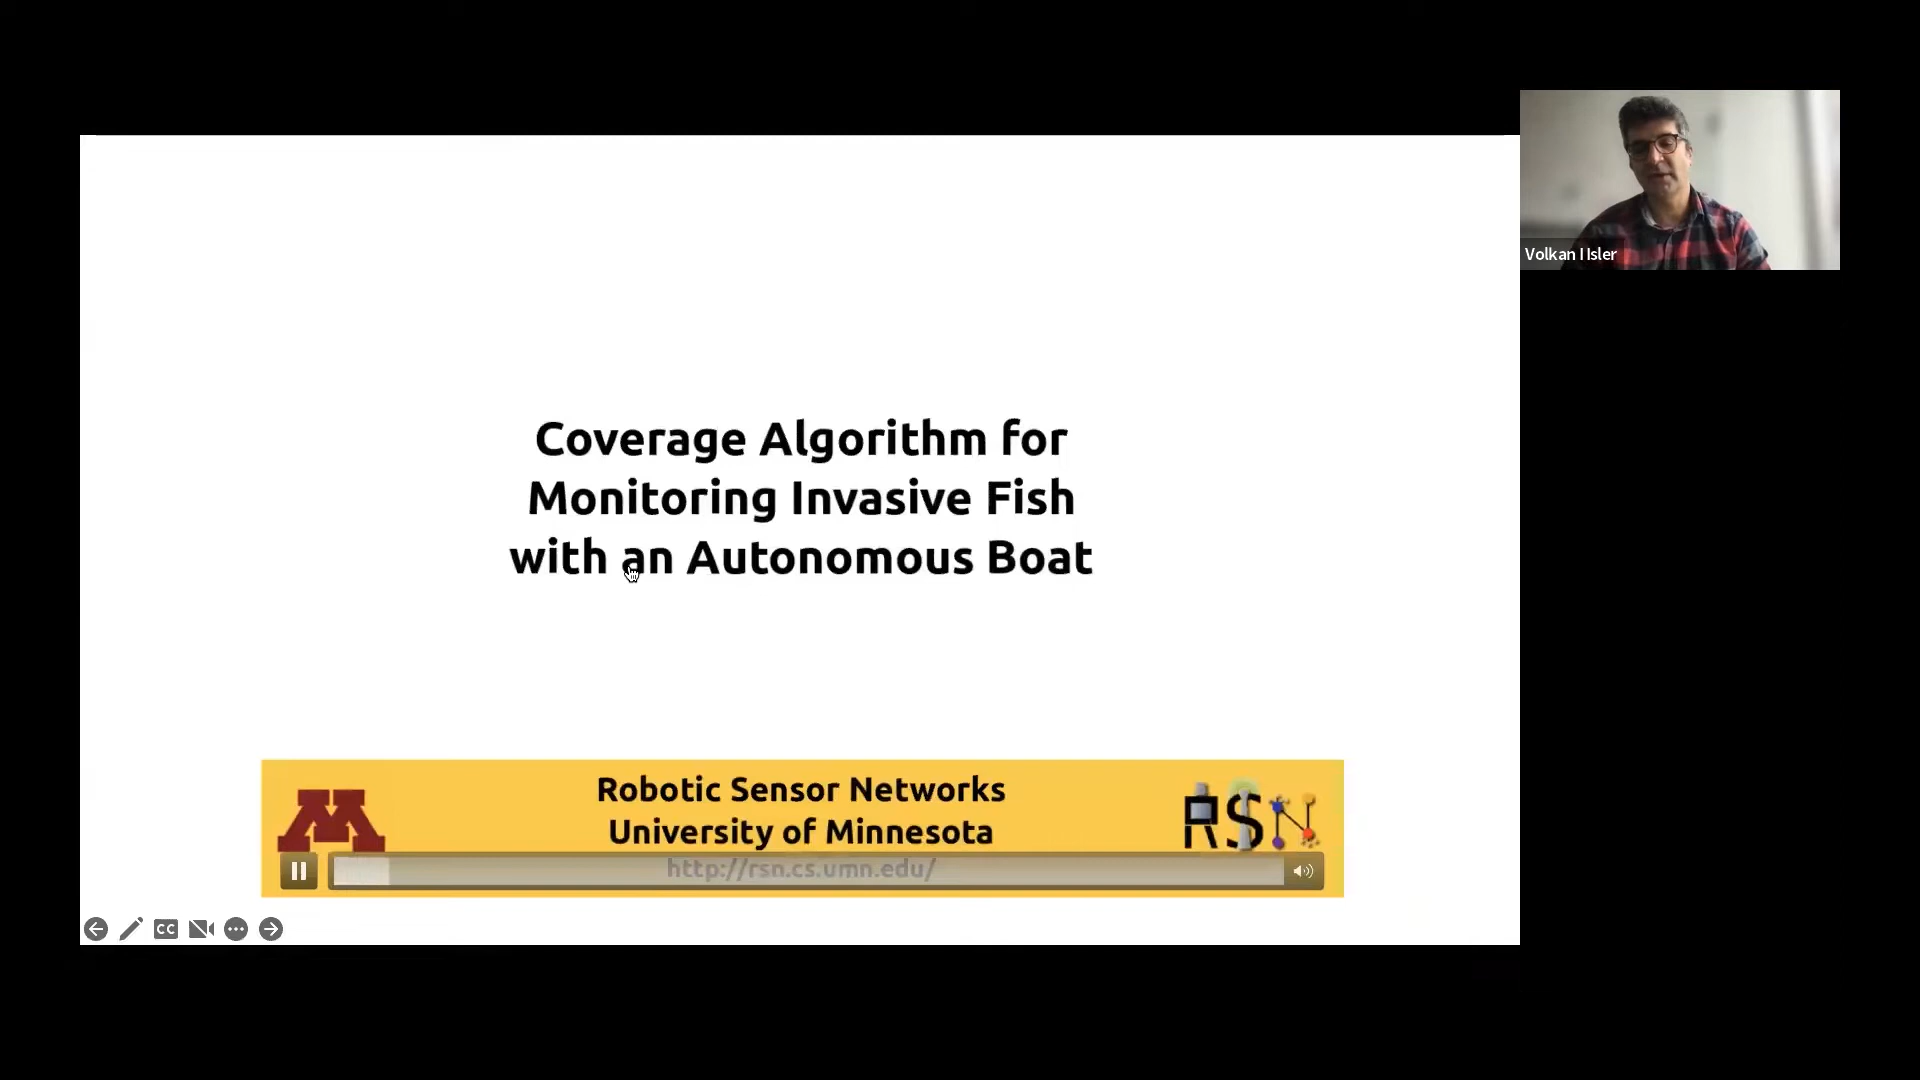 Coverage Algorithm for
Monitoring Invasive Fish
with an Autonomous Boat
Robotic Sensor Networks
University of Minnesota
http://rsn.cs.umn.edu/
M
RSN
CC
Volkan I Isler